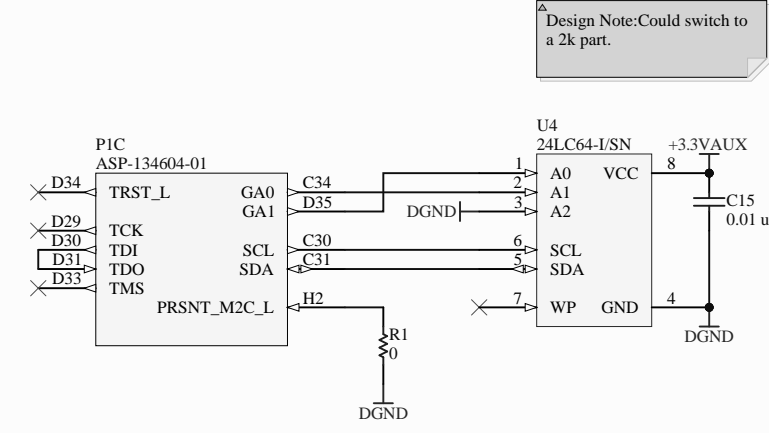 Design Note:Could switch to
a 2k part.
P1C
ASP-134604-01
U4
24LC64-I/SN
+3.3VAUX
D34 TRST_L GA0 C34
GA1 D35
D29 TCK
D30 TDI SCL C30
D31 TDO SDA C31
D33 TMS
PRSNT_M2C_L H2
1 A0 VCC 8
2 A1
DGND 3 A2
6 SCL
5 SDA
7 WP GND 4
C15
0.01 u
DGND
R1
0
DGND